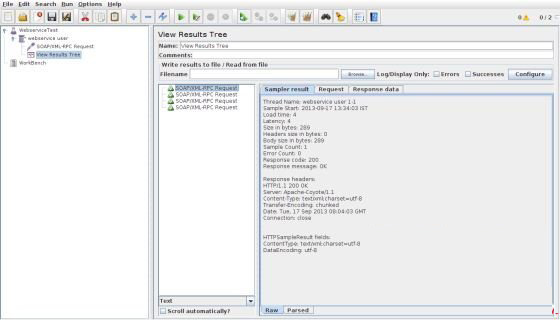 File Edit Search Run Options Help
0 0 / 2
WebserviceTest
webservice user
SOAP/XML-RPC Request
View Results Tree
WorkBench
View Results Tree
Name: View Results Tree
Comments:
Write results to file / Read from file
Filename Browse... Log/Display Only: Errors Successes Configure
SOAP/XML-RPC Request
SOAP/XML-RPC Request
SOAP/XML-RPC Request
SOAP/XML-RPC Request
Text
Scroll automatically?
Sampler result Request Response data
Thread Name: webservice user 1-1
Sample Start: 2013-09-17 13:34:03 IST
Load time: 4
Latency: 4
Size in bytes: 289
Headers size in bytes: 0
Body size in bytes: 289
Sample Count: 1
Error Count: 0
Response code: 200
Response message: OK
Response headers:
HTTP/1.1 200 OK
Server: Apache-Coyote/1.1
Content-Type: text/xml;charset=utf-8
Transfer-Encoding: chunked
Date: Tue, 17 Sep 2013 08:04:03 GMT
Connection: close
HTTPSampleResult fields:
ContentType: text/xml;charset=utf-8
DataEncoding: utf-8
Raw Parsed